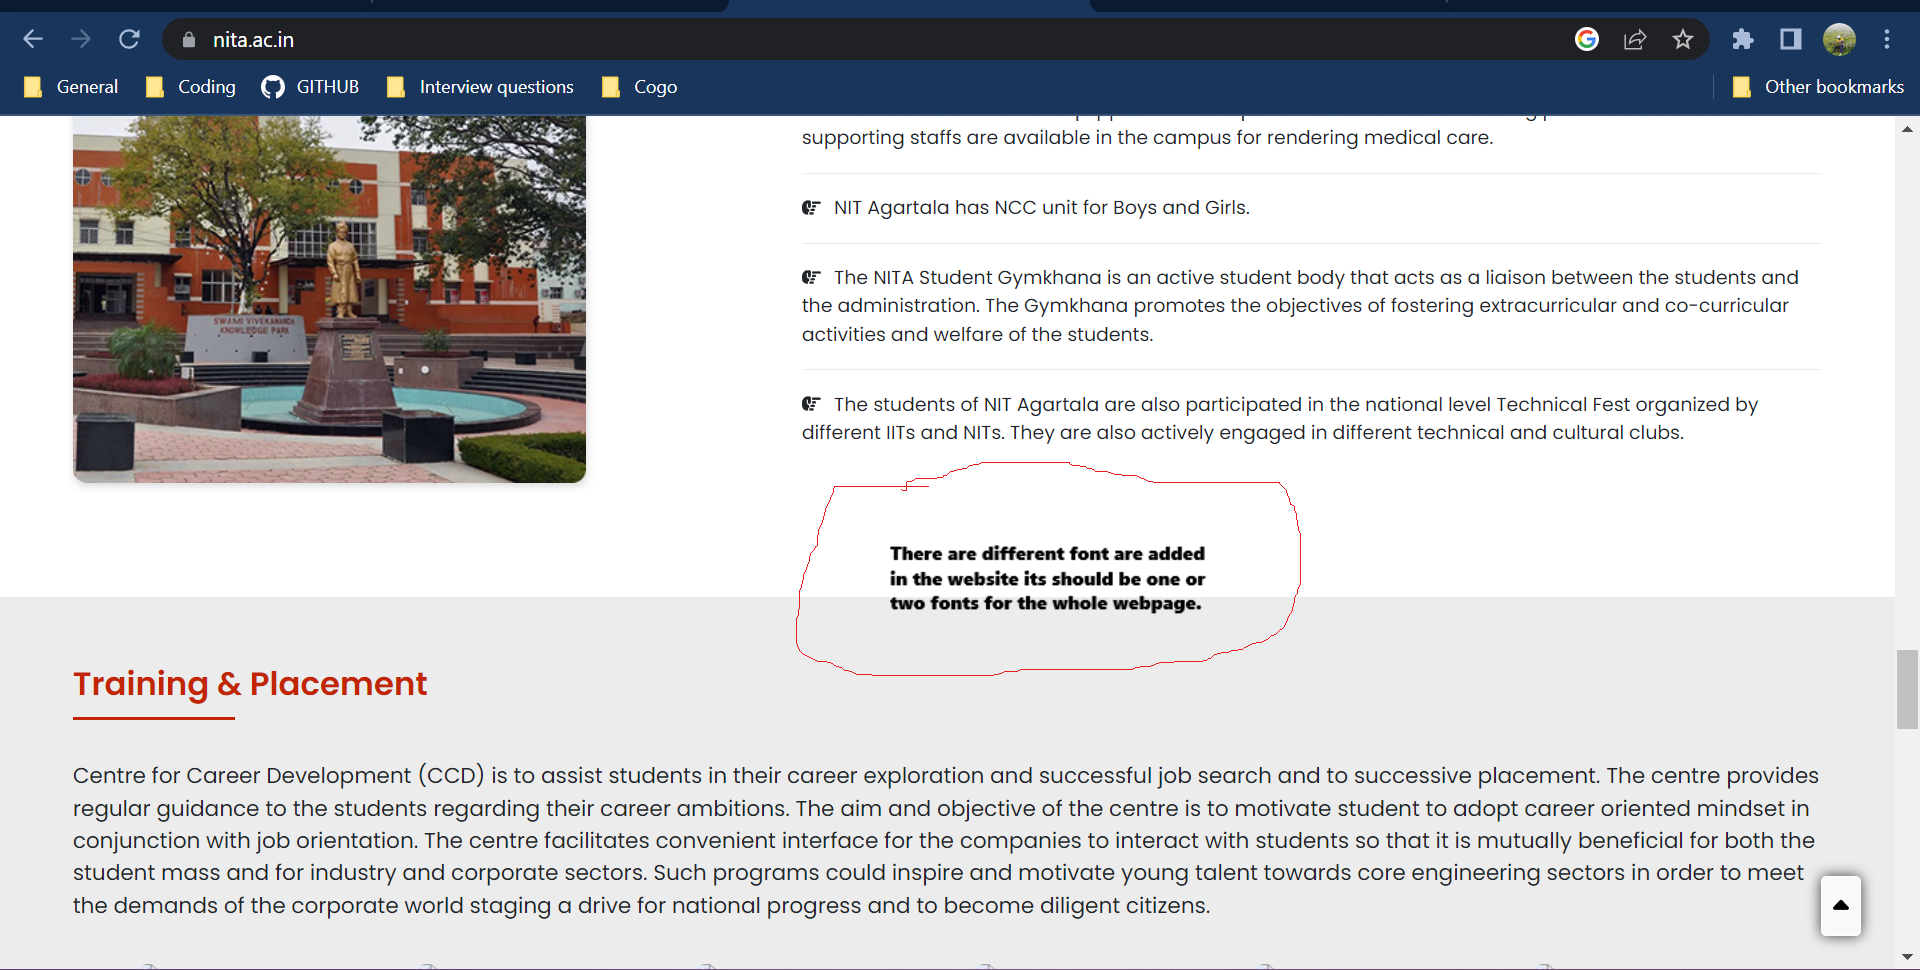 nita.ac.in
General Coding GITHUB Interview questions Cogo Other bookmarks
supporting staffs are available in the campus for rendering medical care.
NIT Agartala has NCC unit for Boys and Girls.
The NITA Student Gymkhana is an active student body that acts as a liaison between the students and
the administration. The Gymkhana promotes the objectives of fostering extracurricular and co-curricular
activities and welfare of the students.
The students of NIT Agartala are also participated in the national level Technical Fest organized by
different IITs and NITs. They are also actively engaged in different technical and cultural clubs.
SWAMI VIVEKANANDA
KNOWLEDGE PARK
There are different font are added
in the website its should be one or
two fonts for the whole webpage.
Training & Placement
Centre for Career Development (CCD) is to assist students in their career exploration and successful job search and to successive placement. The centre provides
regular guidance to the students regarding their career ambitions. The aim and objective of the centre is to motivate student to adopt career oriented mindset in
conjunction with job orientation. The centre facilitates convenient interface for the companies to interact with students so that it is mutually beneficial for both the
student mass and for industry and corporate sectors. Such programs could inspire and motivate young talent towards core engineering sectors in order to meet
the demands of the corporate world staging a drive for national progress and to become diligent citizens.